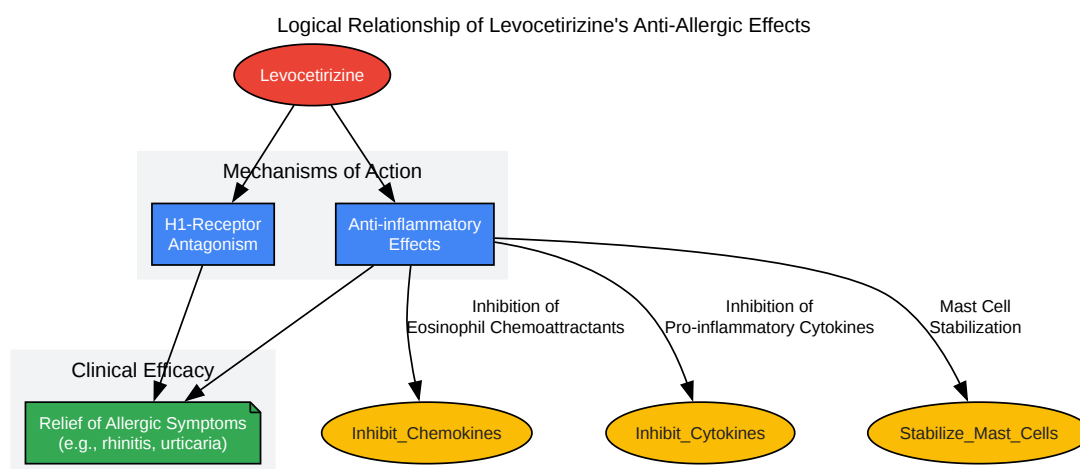 Logical Relationship of Levocetirizine's Anti-Allergic Effects
Levocetirizine
Mechanisms of Action
H1-Receptor
Antagonism
Anti-inflammatory
Effects
Inhibition of
Eosinophil Chemoattractants
Inhibition of
Pro-inflammatory Cytokines
Mast Cell
Stabilization
Clinical Efficacy
Relief of Allergic Symptoms
(e.g., rhinitis, urticaria)
Inhibit_Chemokines
Inhibit_Cytokines
Stabilize_Mast_Cells